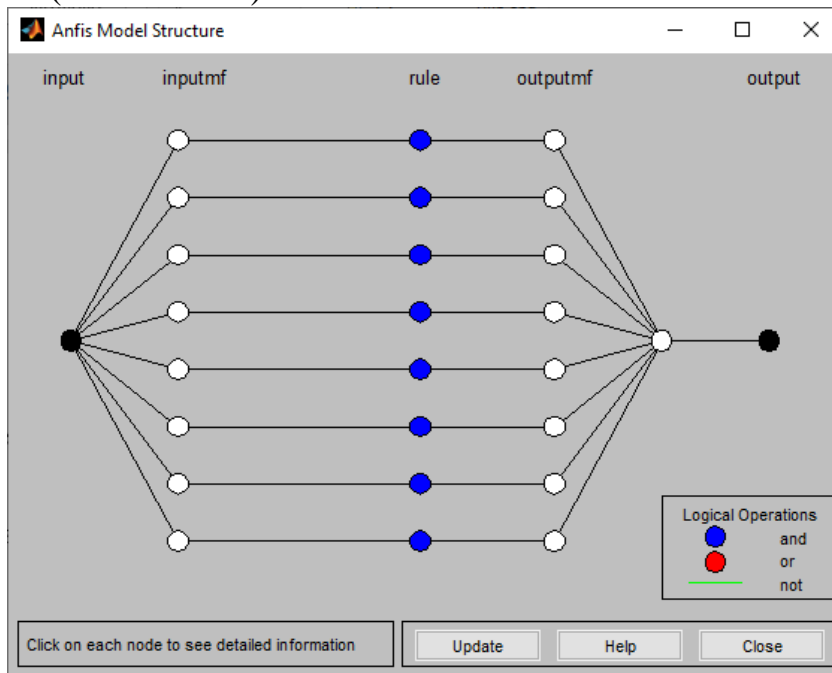 Anfis Model Structure
input inputmf rule outputmf output
Logical Operations
and
or
not
Click on each node to see detailed information
Update Help Close